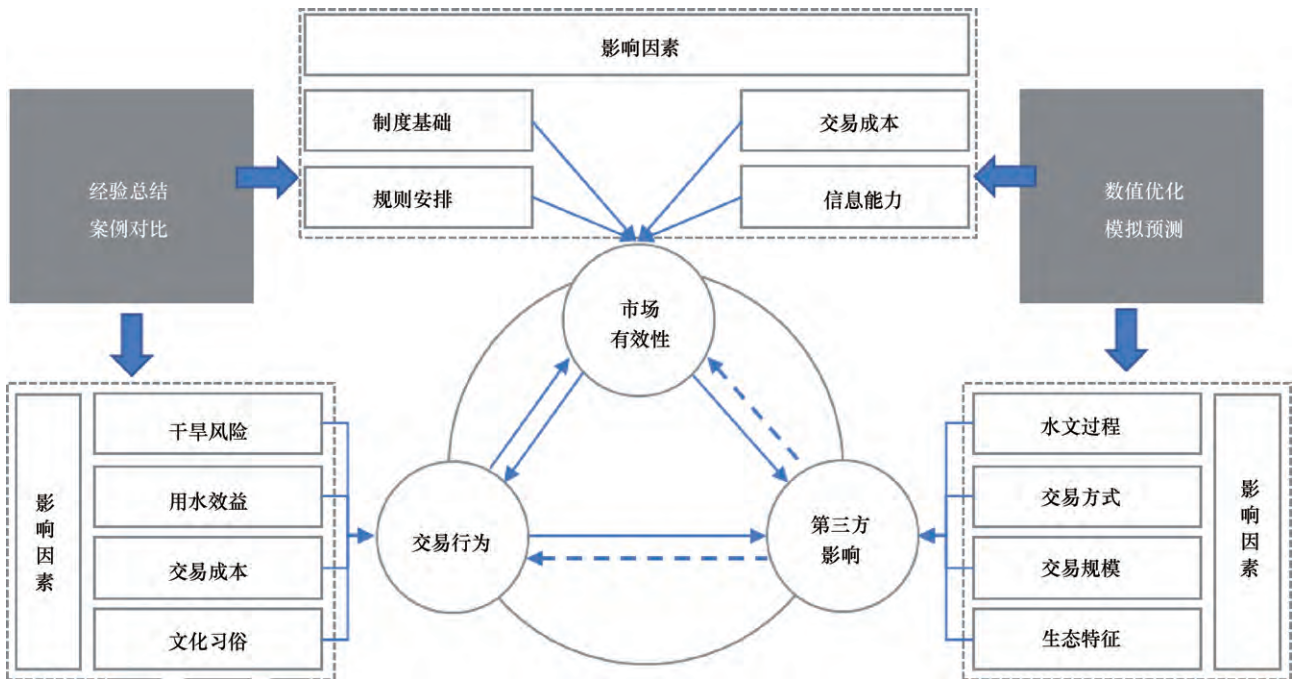 影响因素
制度基础
交易成本
规则安排
信息能力
经验总结
案例对比
数值优化
模拟预测
市场
有效性
影响因素
干旱风险
用水效益
交易成本
文化习俗
交易行为
第三方
影响
水文过程
交易方式
交易规模
生态特征
影响因素